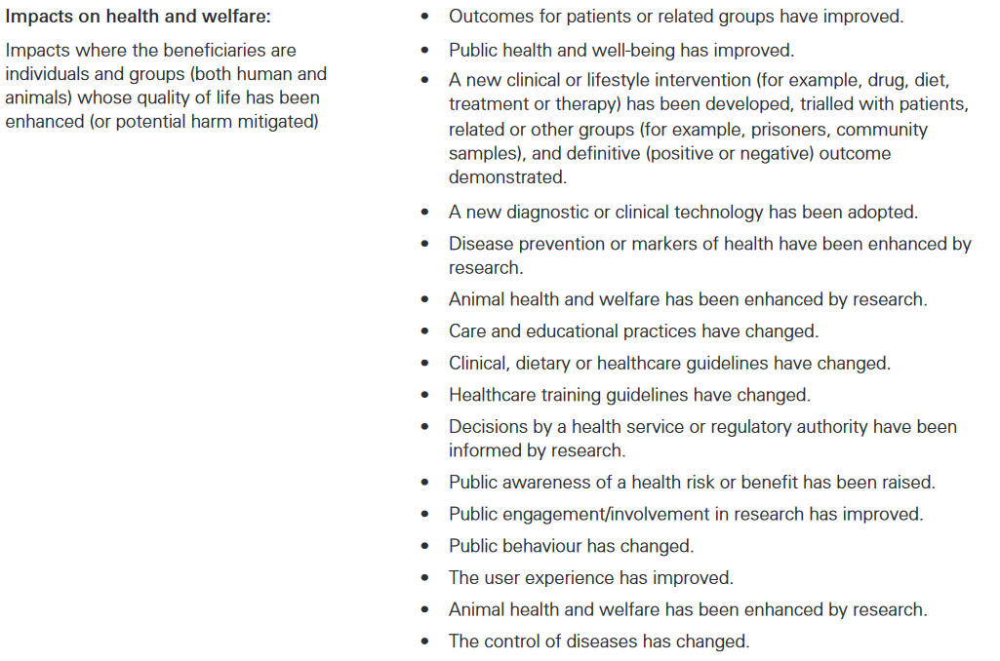 Impacts on health and welfare:
Impacts where the beneficiaries are
individuals and groups (both human and
animals) whose quality of life has been
enhanced (or potential harm mitigated)
• Outcomes for patients or related groups have improved.
• Public health and well-being has improved.
• A new clinical or lifestyle intervention (for example, drug, diet,
treatment or therapy) has been developed, trialled with patients,
related or other groups (for example, prisoners, community
samples), and definitive (positive or negative) outcome
demonstrated.
• A new diagnostic or clinical technology has been adopted.
• Disease prevention or markers of health have been enhanced by
research.
• Animal health and welfare has been enhanced by research.
• Care and educational practices have changed.
• Clinical, dietary or healthcare guidelines have changed.
• Healthcare training guidelines have changed.
• Decisions by a health service or regulatory authority have been
informed by research.
• Public awareness of a health risk or benefit has been raised.
• Public engagement/involvement in research has improved.
• Public behaviour has changed.
• The user experience has improved.
• Animal health and welfare has been enhanced by research.
• The control of diseases has changed.